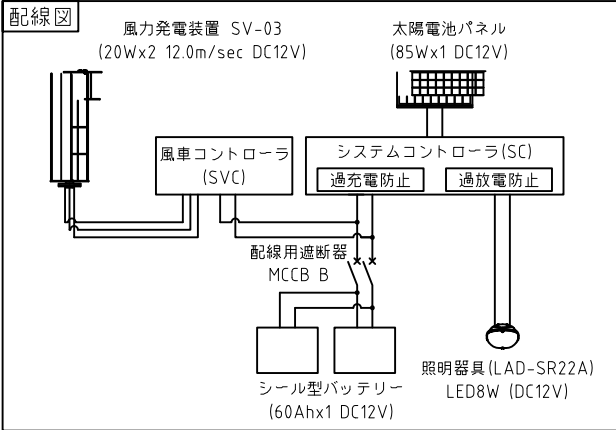 配線図
風力発電装置 SV-03
(20Wx2 12.0m/sec DC12V)
太陽電池パネル
(85Wx1 DC12V)
風車コントローラ
(SVC)
システムコントローラ(SC)
過充電防止
過放電防止
配線用遮断器
MCCB B
シール型バッテリー
(60Ahx1 DC12V)
照明器具(LAD-SR22A)
LED8W (DC12V)